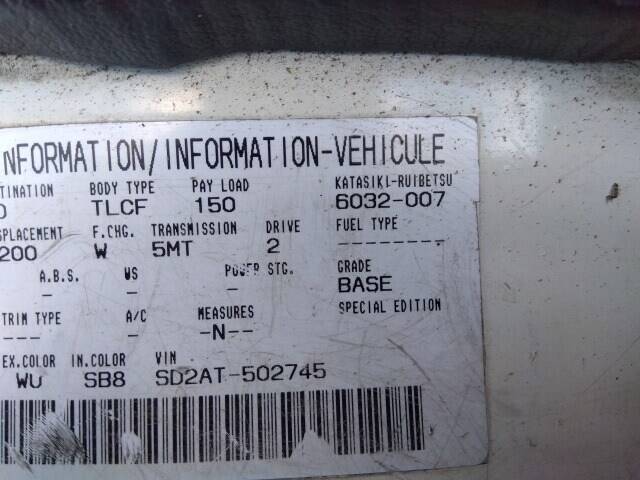 NFORMATION/INFORMATION-VEHICULE
TINATION BODY TYPE PAY LOAD KATASIKI-RUIBETSU
TLCF 150 6032-007
SPLACEMENT F.CHG. TRANSMISSION DRIVE FUEL TYPE
200 W 5MT 2 ---------
A.B.S. WS POWER STG. GRADE
- - - BASE
TRIM TYPE A/C MEASURES SPECIAL EDITION
--- - -N--
EX.COLOR IN.COLOR VIN
WU SB8 SD2AT-502745